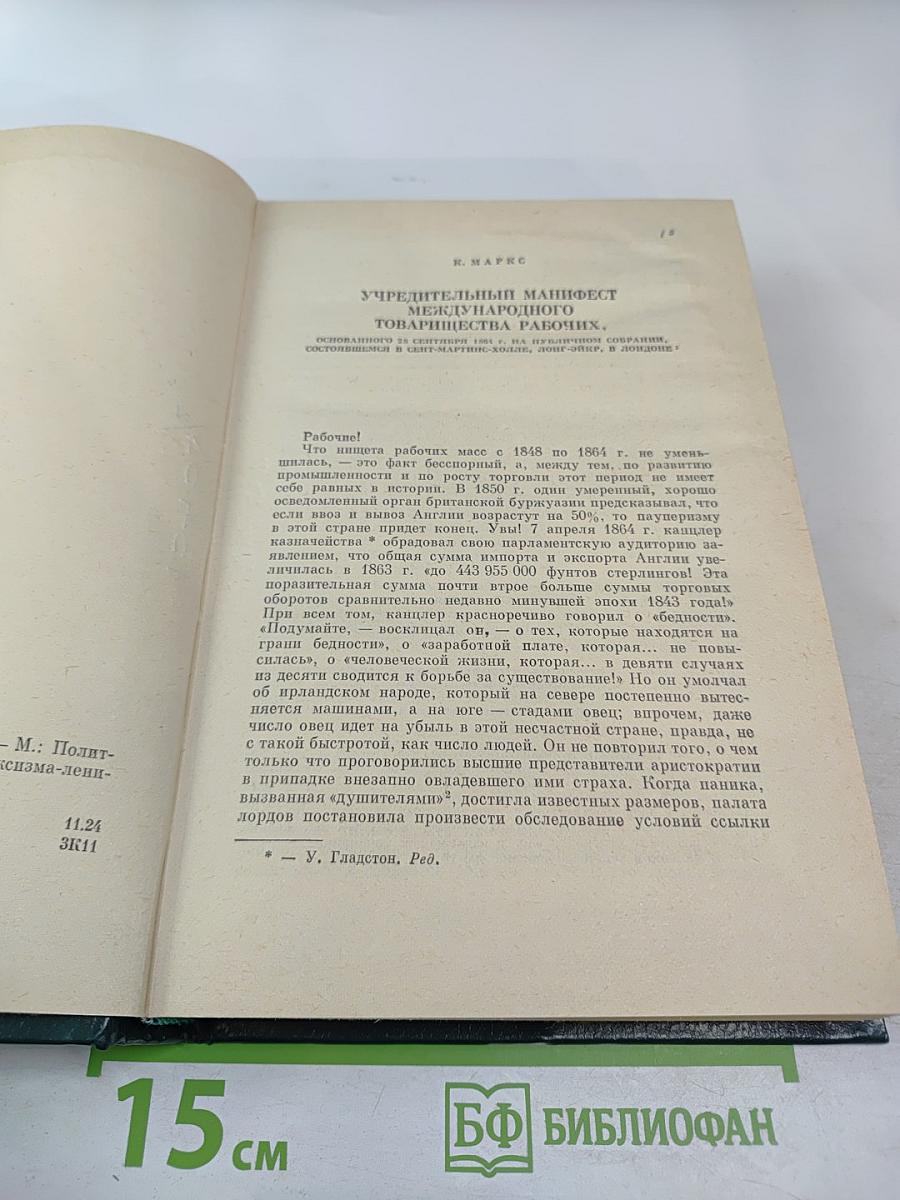 — М.: Полит-
ксизма-лени-
11.24
3К11
К. МАРКС
УЧРЕДИТЕЛЬНЫЙ МАНИФЕСТ
МЕЖДУНАРОДНОГО
ТОВАРИЩЕСТВА РАБОЧИХ,
ОСНОВАННОГО 28 СЕНТЯБРЯ 1864 г. НА ПУБЛИЧНОМ СОБРАНИИ,
СОСТОЯВШЕМСЯ В СЕНТ-МАРТИНС-ХОЛЛЕ, ЛОНГ-ЭЙКР, В ЛОНДОНЕ¹
Рабочие!
Что нищета рабочих масс с 1848 по 1864 г. не умень-
шилась, — это факт бесспорный, а, между тем, по развитию
промышленности и по росту торговли этот период не имеет
себе равных в истории. В 1850 г. один умеренный, хорошо
осведомленный орган британской буржуазии предсказывал, что
если ввоз и вывоз Англии возрастут на 50%, то пауперизму
в этой стране придет конец. Увы! 7 апреля 1864 г. канцлер
казначейства * обрадовал свою парламентскую аудиторию за-
явлением, что общая сумма импорта и экспорта Англии уве-
личилась в 1863 г. «до 443 955 000 фунтов стерлингов! Эта
поразительная сумма почти втрое больше суммы торговых
оборотов сравнительно недавно минувшей эпохи 1843 года!»
При всем том, канцлер красноречиво говорил о «бедности».
«Подумайте, — восклицал он, — о тех, которые находятся на
грани бедности», о «заработной плате, которая... не повы-
силась», о «человеческой жизни, которая... в девяти случаях
из десяти сводится к борьбе за существование!» Но он умолчал
об ирландском народе, который на севере постепенно вытес-
няется машинами, а на юге — стадами овец; впрочем, даже
число овец идет на убыль в этой несчастной стране, правда, не
с такой быстротой, как число людей. Он не повторил того, о чем
только что проговорились высшие представители аристократии
в припадке внезапно овладевшего ими страха. Когда паника,
вызванная «душителями»², достигла известных размеров, палата
лордов постановила произвести обследование условий ссылки
* — У. Гладстон. Ред.
15 см
БФ БИБЛИОФАН